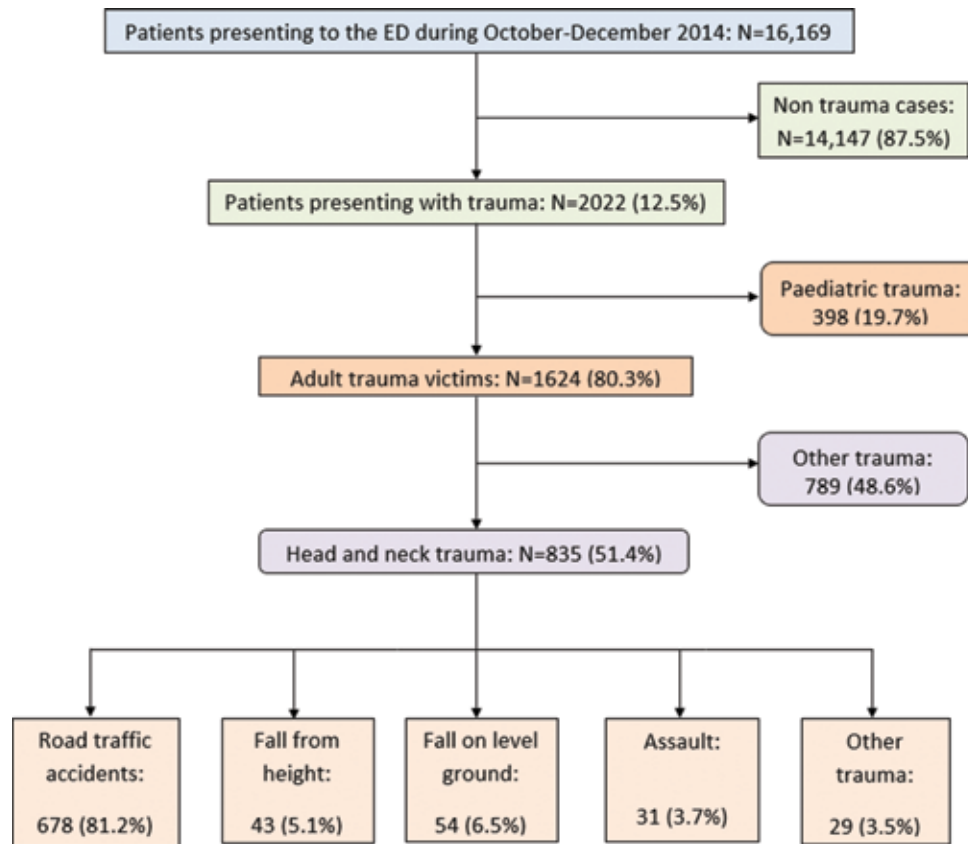 Patients presenting to the ED during October-December 2014: N=16,169
Non trauma cases:
N=14,147 (87.5%)
Patients presenting with trauma: N=2022 (12.5%)
Paediatric trauma:
398 (19.7%)
Adult trauma victims: N=1624 (80.3%)
Other trauma:
789 (48.6%)
Head and neck trauma: N=835 (51.4%)
Road traffic
accidents:
678 (81.2%)
Fall from
height:
43 (5.1%)
Fall on level
ground:
54 (6.5%)
Assault:
31 (3.7%)
Other
trauma:
29 (3.5%)